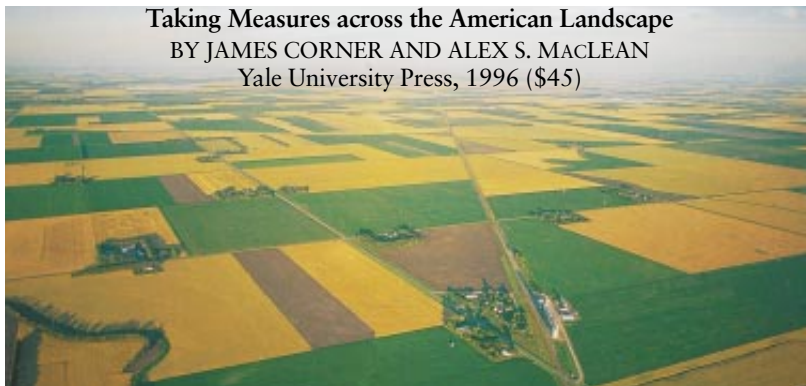 Taking Measures across the American Landscape
BY JAMES CORNER AND ALEX S. MACLEAN
Yale University Press, 1996 ($45)